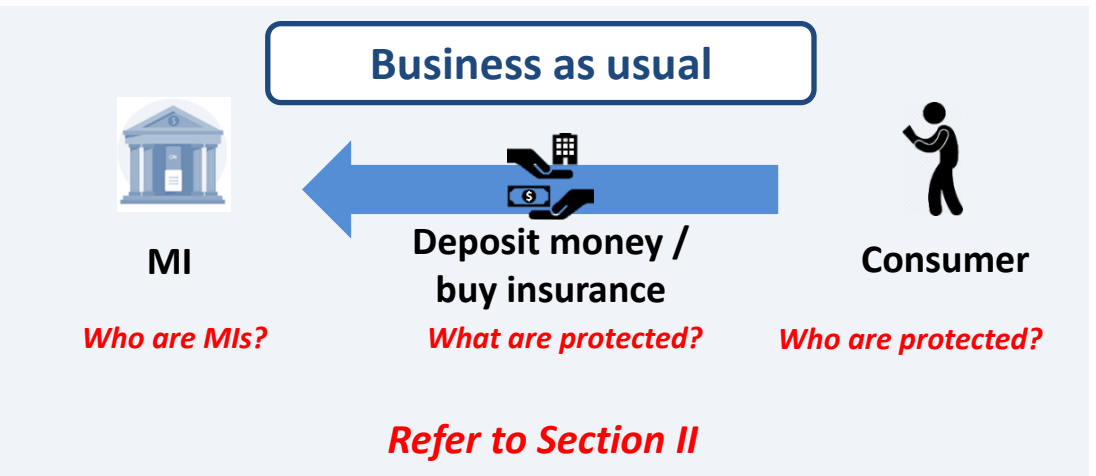 Business as usual
MI
Deposit money /
buy insurance
Consumer
Who are MIs?
What are protected?
Who are protected?
Refer to Section II